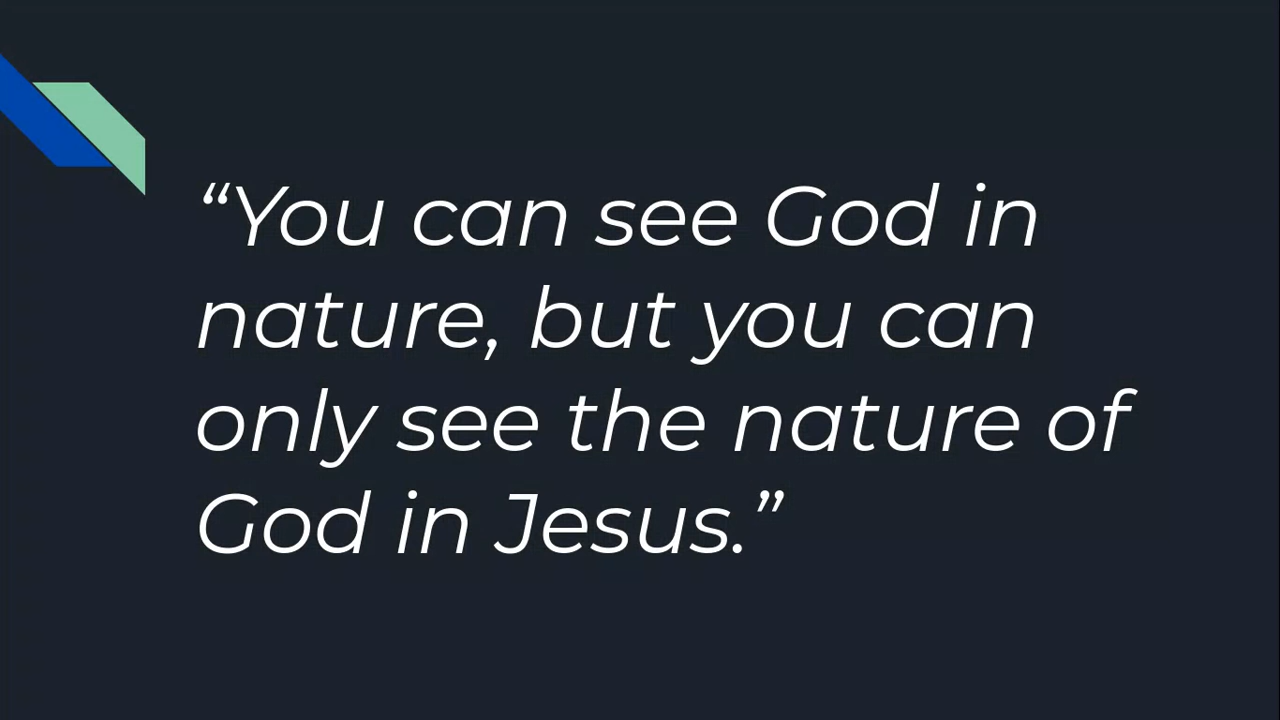 “You can see God in
nature, but you can
only see the nature of
God in Jesus.”